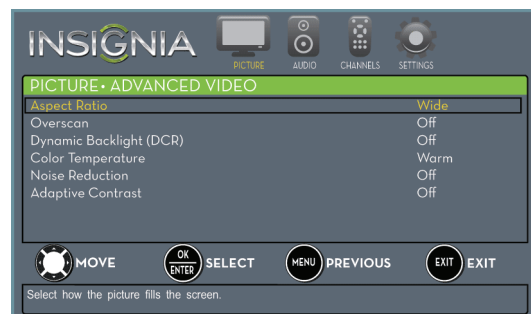 INSIGNIA
PICTURE AUDIO CHANNELS SETTINGS
PICTURE• ADVANCED VIDEO
Aspect Ratio Wide
Overscan Off
Dynamic Backlight (DCR) Off
Color Temperature Warm
Noise Reduction Off
Adaptive Contrast Off
MOVE OK ENTER SELECT MENU PREVIOUS EXIT EXIT
Select how the picture fills the screen.